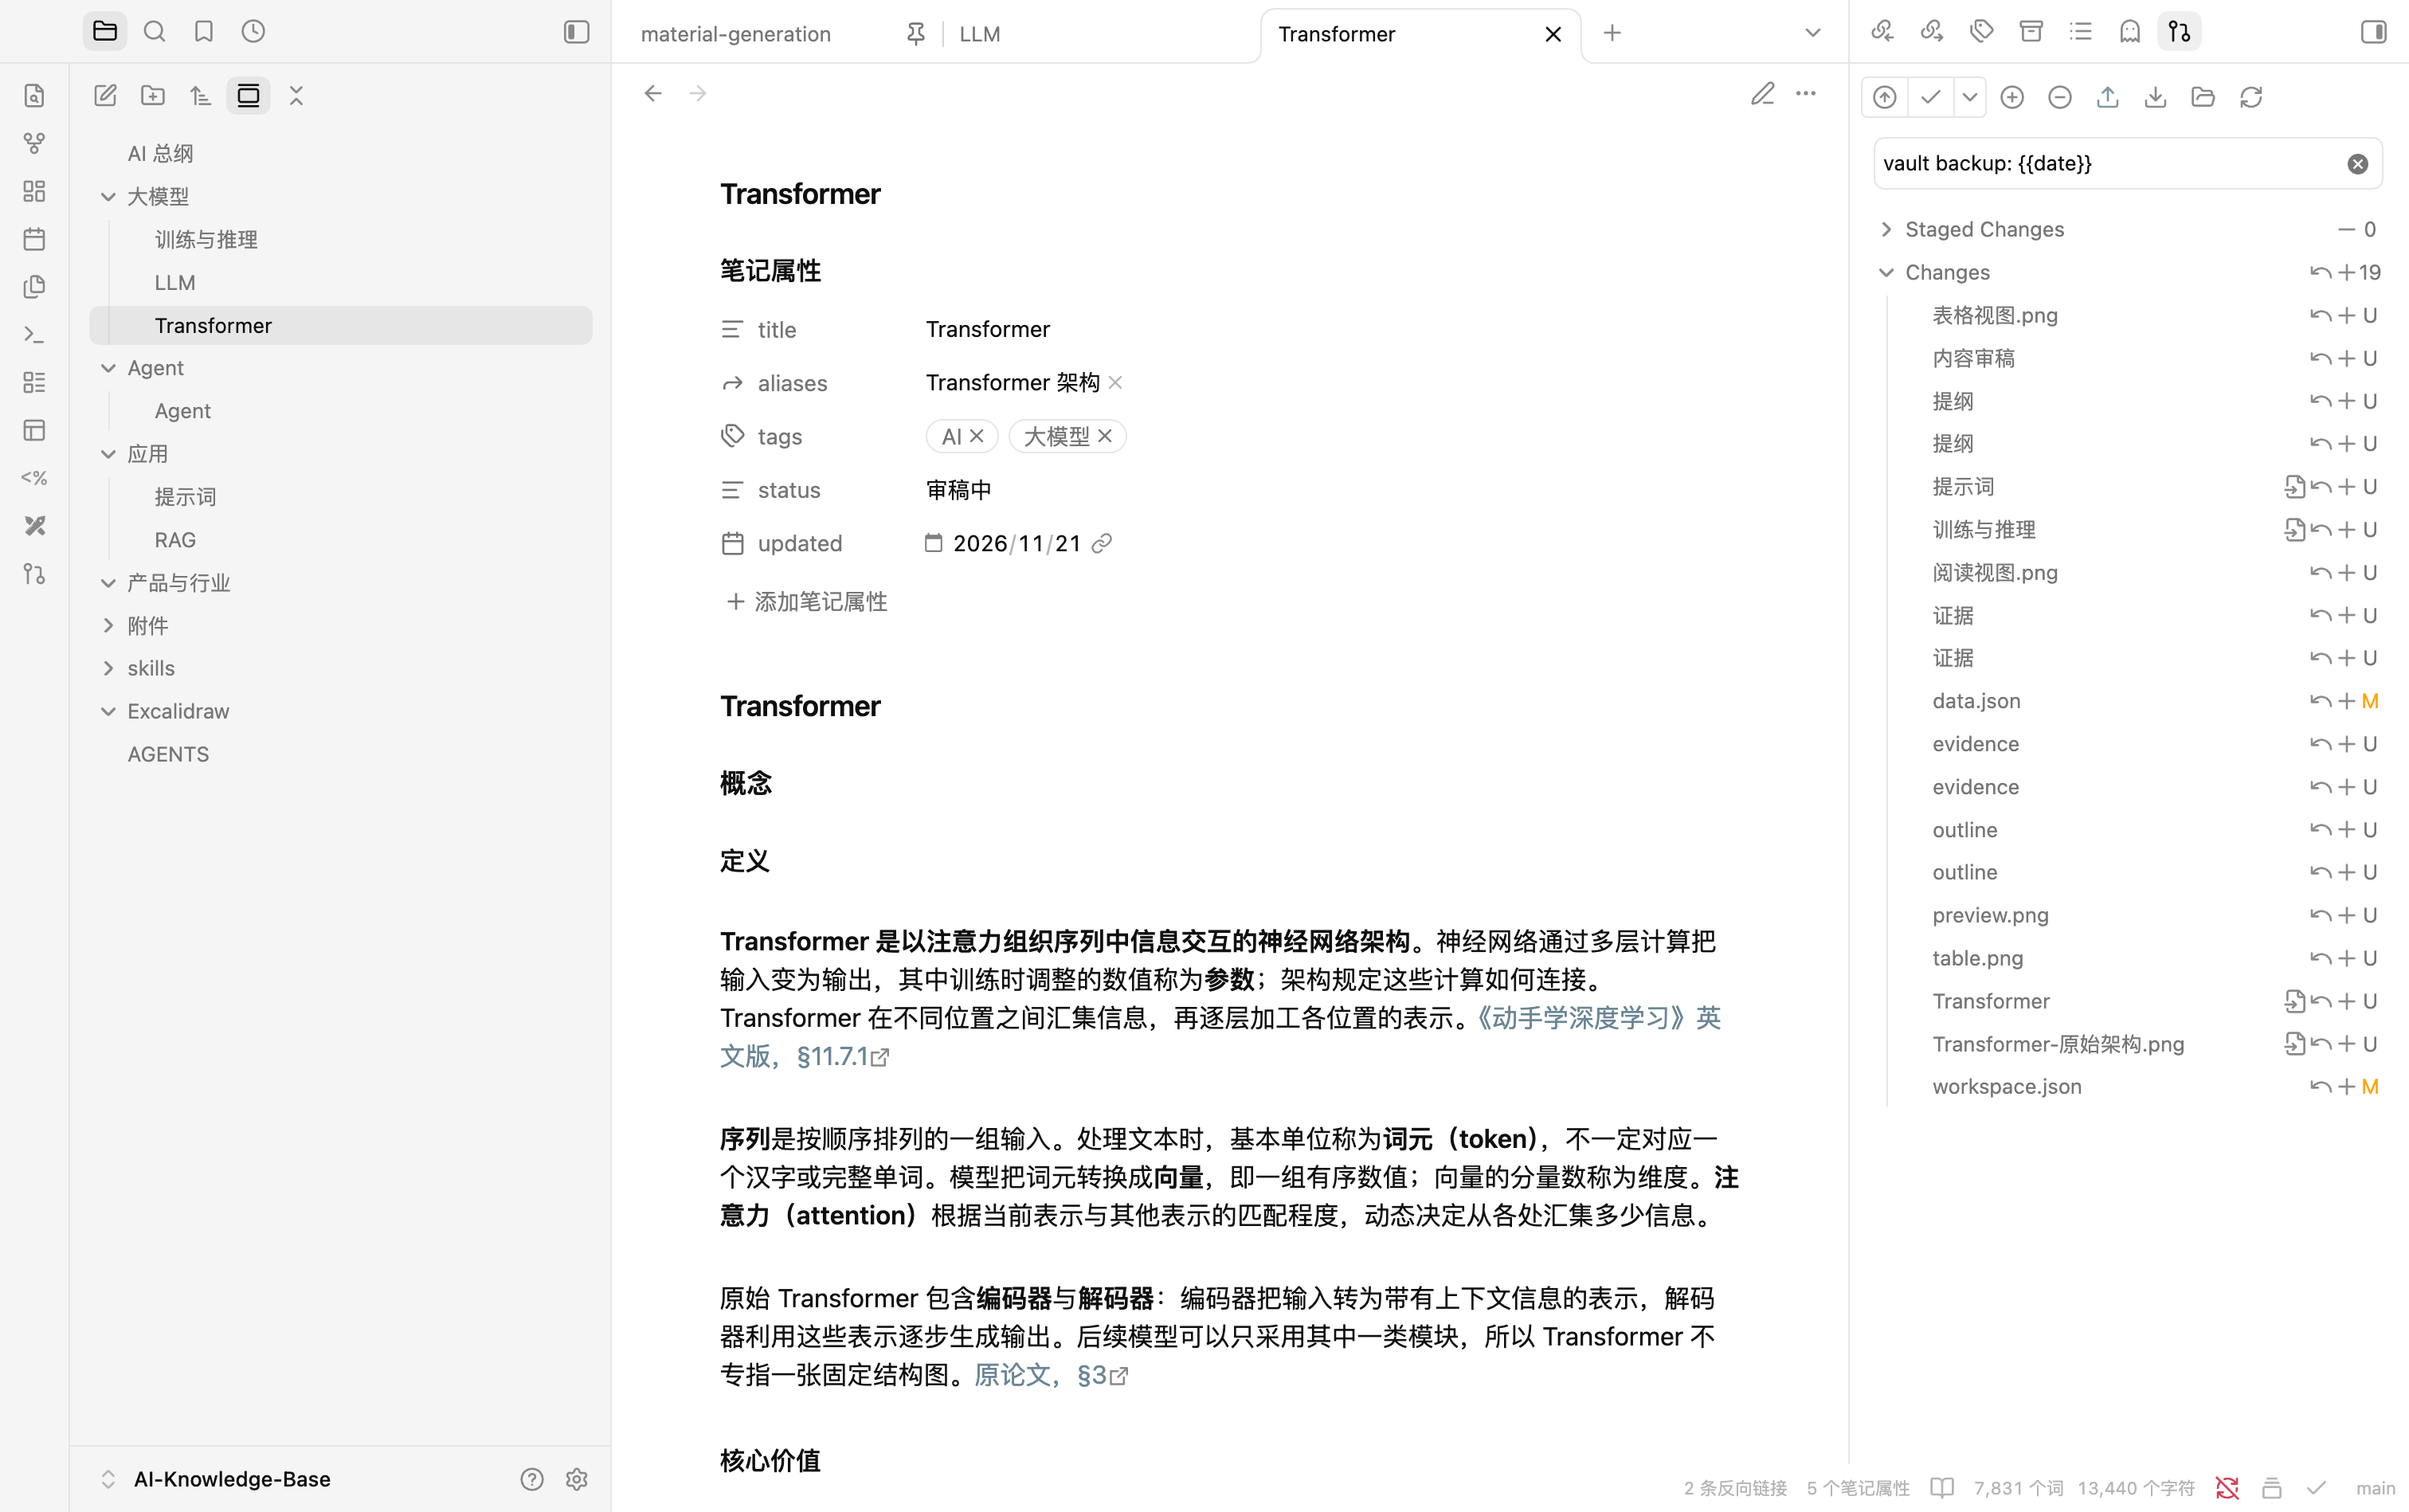 material-generation
LLM
Transformer
AI 总纲
大模型
训练与推理
LLM
Transformer
Agent
Agent
应用
提示词
RAG
产品与行业
附件
skills
Excalidraw
AGENTS
AI-Knowledge-Base
<%
Transformer
笔记属性
title Transformer
aliases Transformer 架构
tags AI 大模型
status 审稿中
updated 2026/11/21
添加笔记属性
Transformer
概念
定义
Transformer 是以注意力组织序列中信息交互的神经网络架构。神经网络通过多层计算把
输入变为输出，其中训练时调整的数值称为参数；架构规定这些计算如何连接。
Transformer 在不同位置之间汇集信息，再逐层加工各位置的表示。《动手学深度学习》英
文版，§11.7.1
序列是按顺序排列的一组输入。处理文本时，基本单位称为词元（token），不一定对应一
个汉字或完整单词。模型把词元转换成向量，即一组有序数值；向量的分量数称为维度。注
意力（attention）根据当前表示与其他表示的匹配程度，动态决定从各处汇集多少信息。
原始 Transformer 包含编码器与解码器：编码器把输入转为带有上下文信息的表示，解码
器利用这些表示逐步生成输出。后续模型可以只采用其中一类模块，所以 Transformer 不
专指一张固定结构图。原论文，§3
核心价值
vault backup: {{date}}
Staged Changes 0
Changes 19
表格视图.png U
内容审稿 U
提纲 U
提纲 U
提示词 U
训练与推理 U
阅读视图.png U
证据 U
证据 U
data.json M
evidence U
evidence U
outline U
outline U
preview.png U
table.png U
Transformer U
Transformer-原始架构.png U
workspace.json M
2 条反向链接 5 个笔记属性 7,831 个词 13,440 个字符 main